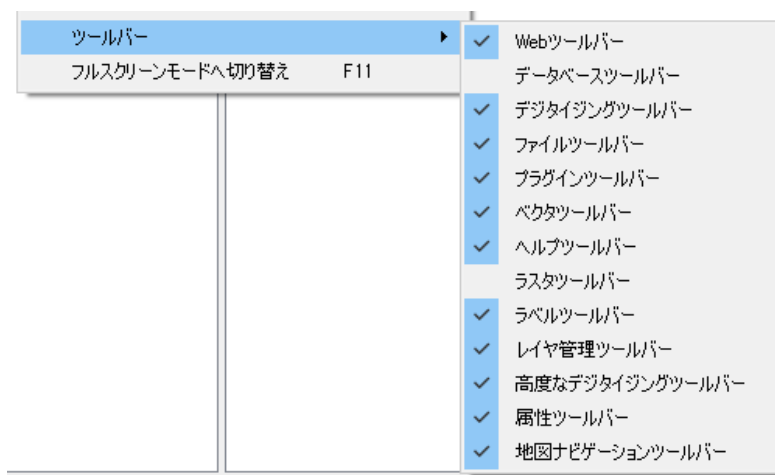 ツールバー
フルスクリーンモードへ切り替え F11
Webツールバー
データベースツールバー
デジタイジングツールバー
ファイルツールバー
プラグインツールバー
ベクタツールバー
ヘルプツールバー
ラスタツールバー
ラベルツールバー
レイヤ管理ツールバー
高度なデジタイジングツールバー
属性ツールバー
地図ナビゲーションツールバー